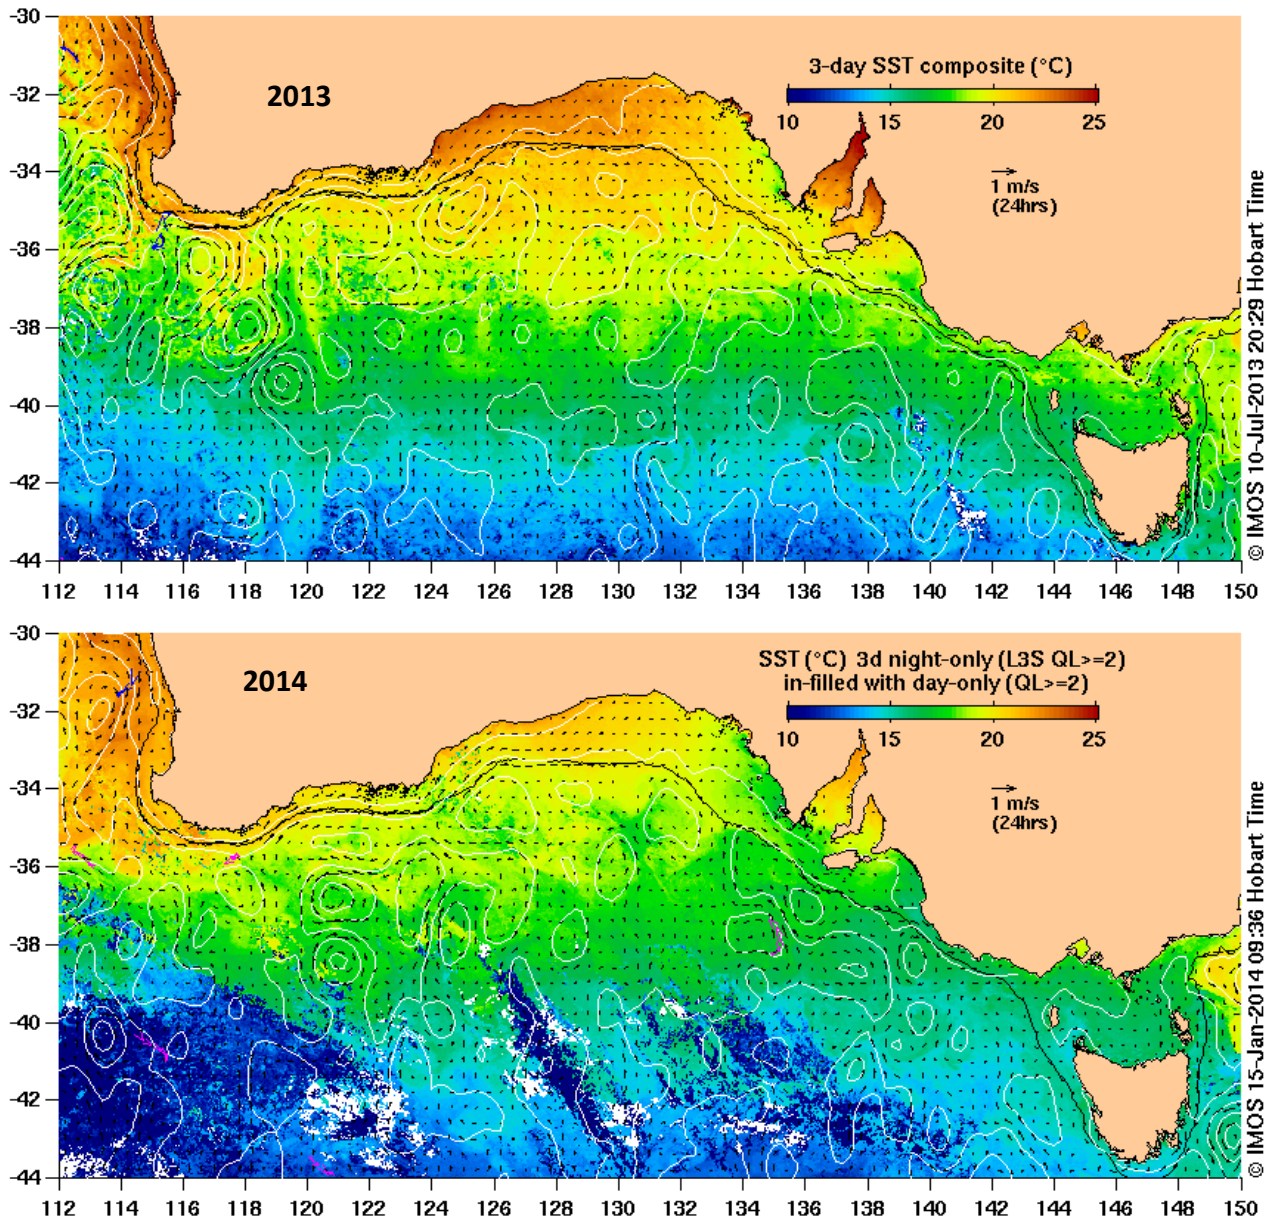 -30
2013
3-day SST composite (°C)
10 15 20 25
-32
-34
1 m/s
(24hrs)
-36
-38
-40
-42
-44
112 114 116 118 120 122 124 126 128 130 132 134 136 138 140 142 144 146 148 150
© IMOS 10-Jul-2013 20:29 Hobart Time
-30
2014
SST (°C) 3d night-only (L3S QL>=2)
in-filled with day-only (QL>=2)
10 15 20 25
-32
-34
1 m/s
(24hrs)
-36
-38
-40
-42
-44
112 114 116 118 120 122 124 126 128 130 132 134 136 138 140 142 144 146 148 150
© IMOS 15-Jan-2014 09:36 Hobart Time